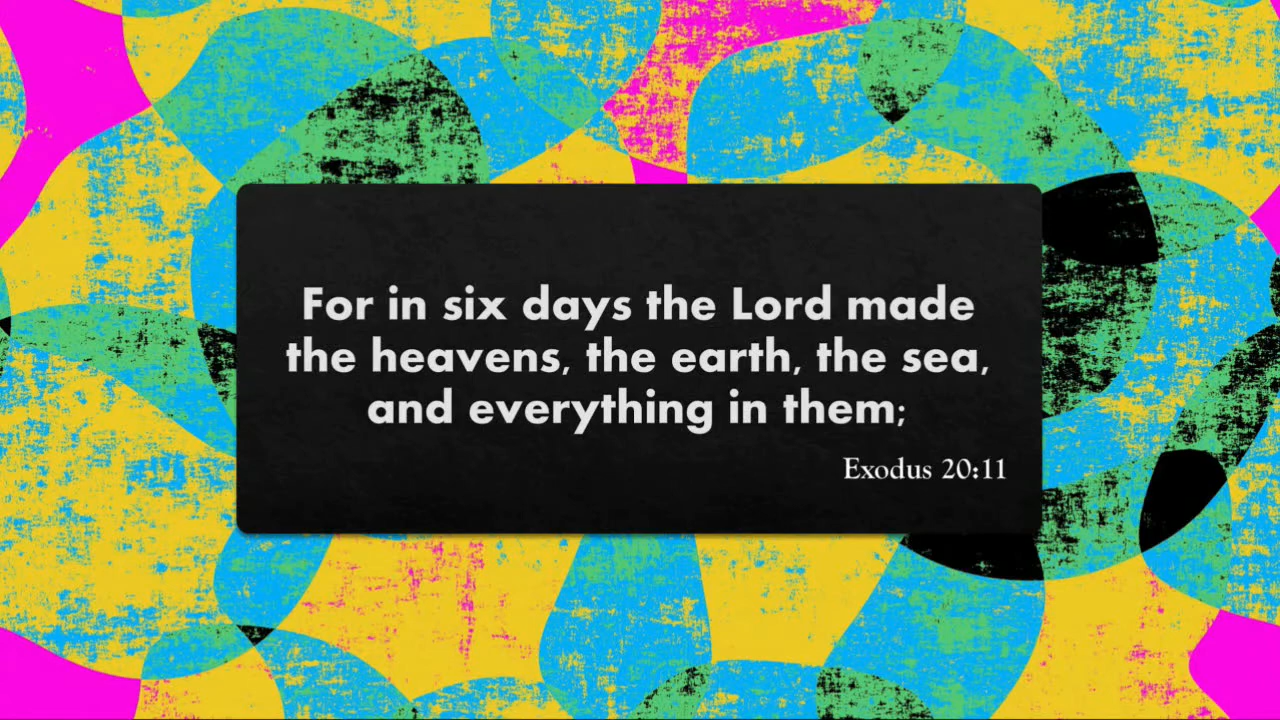 For in six days the Lord made
the heavens, the earth, the sea,
and everything in them;
Exodus 20:11